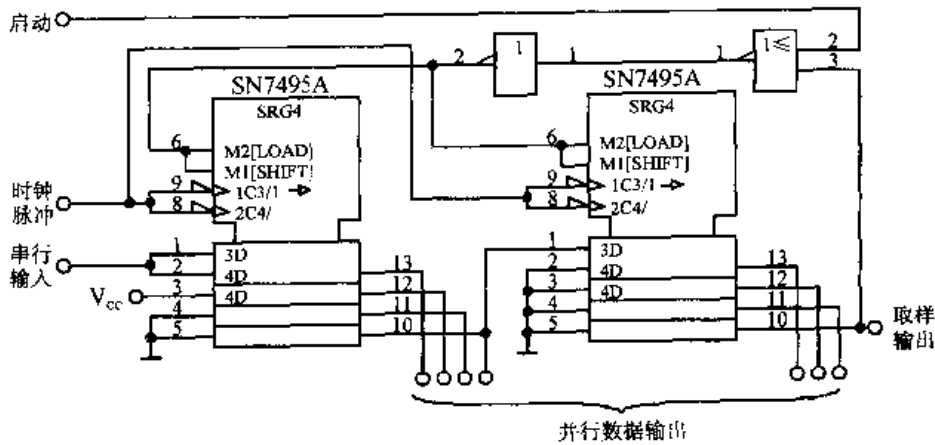 启动
2 1 1 1 1≤ 2
3
SN7495A SN7495A
SRG4 SRG4
6 M2[LOAD] 6 M2[LOAD]
M1[SHIFT] M1[SHIFT]
时钟 9 1C3/1 9 1C3/1
脉冲 8 2C4/ 8 2C4/
串行 1 3D 1 3D
输入 2 4D 13 2 4D 13
Vcc 3 4D 12 3 4D 12
4 11 4 11
5 10 5 10 取样
输出
并行数据输出